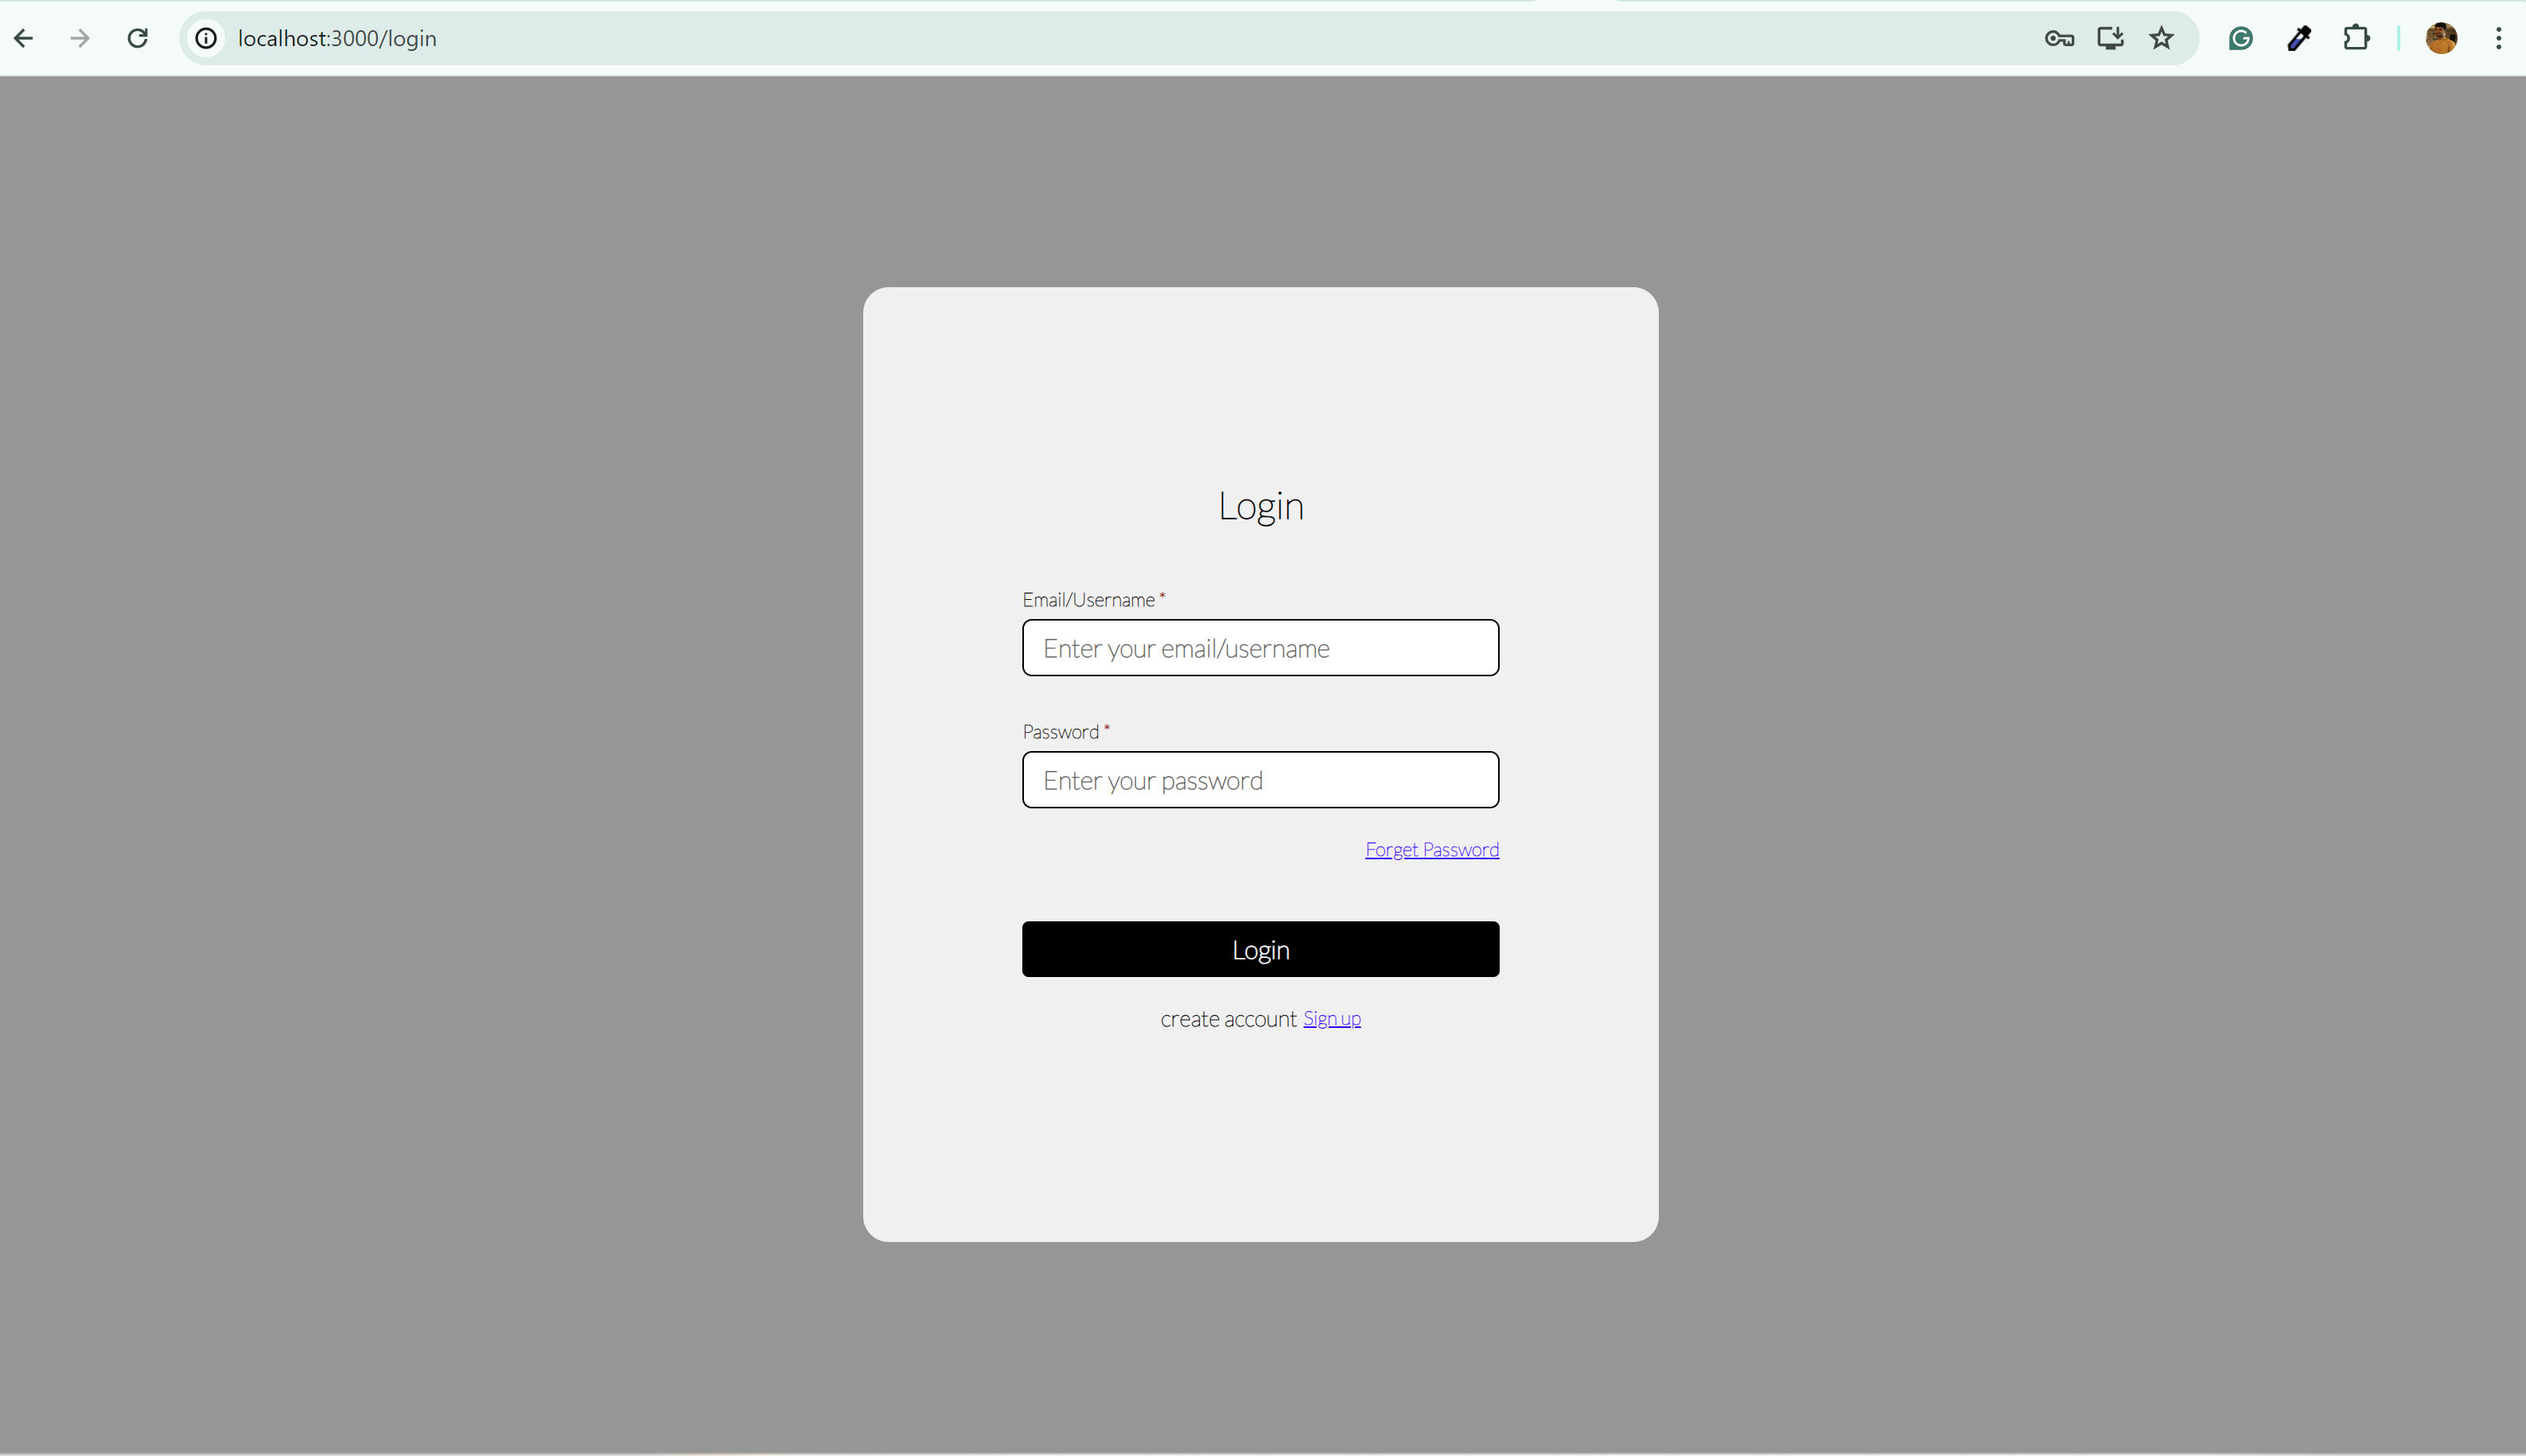 localhost:3000/login
Login
Email/Username *
Enter your email/username
Password *
Enter your password
Forget Password
Login
create account Sign up